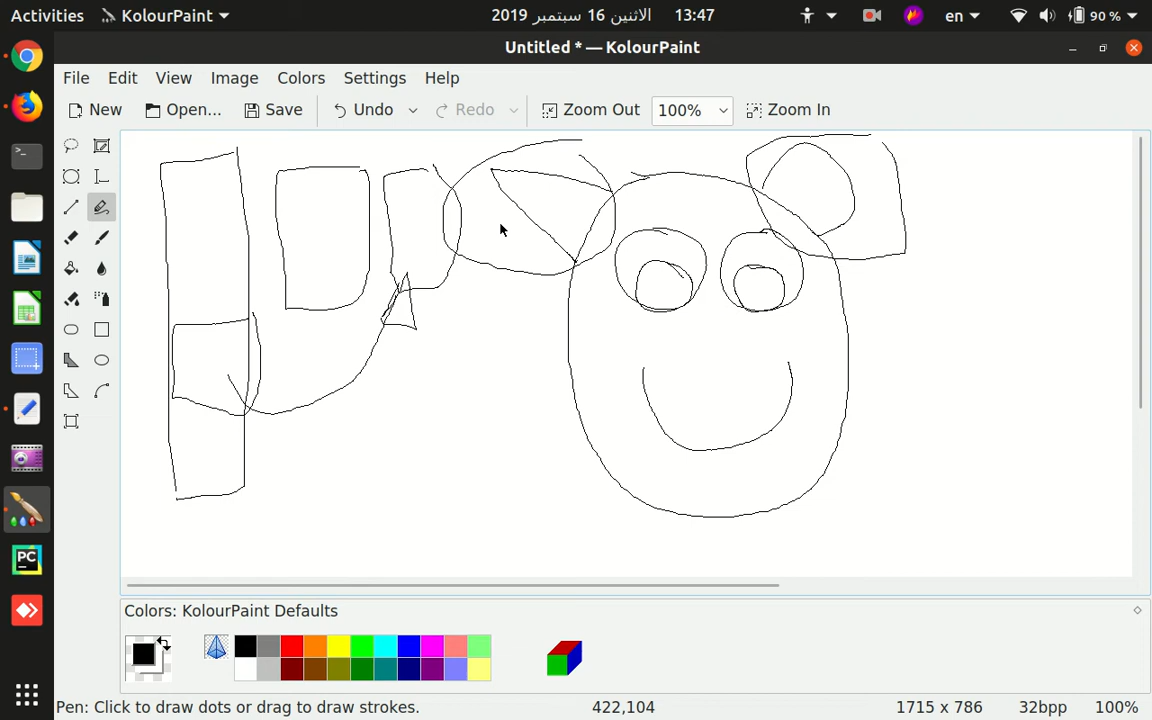 Activities KolourPaint الاثنين 16 سبتمبر 2019 13:47 en 90 %
Untitled * — KolourPaint
File Edit View Image Colors Settings Help
New Open... Save Undo Redo Zoom Out 100% Zoom In
PC
Colors: KolourPaint Defaults
Pen: Click to draw dots or drag to draw strokes. 422,104 1715 x 786 32bpp 100%